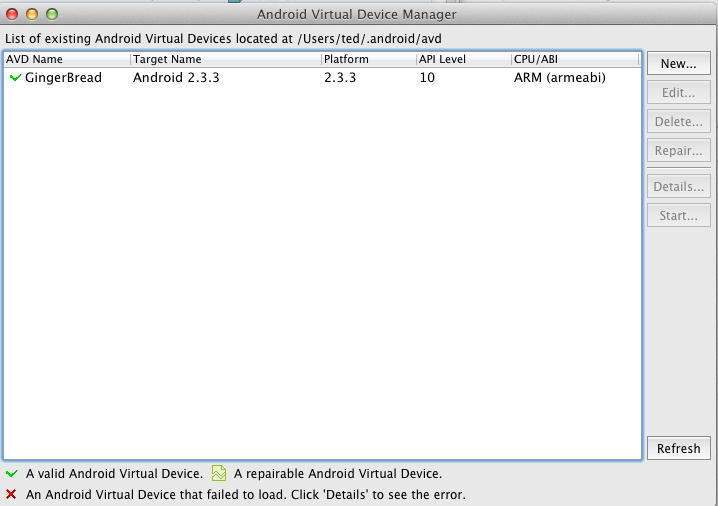 Android Virtual Device Manager
List of existing Android Virtual Devices located at /Users/ted/.android/avd
AVD Name Target Name Platform API Level CPU/ABI
GingerBread Android 2.3.3 2.3.3 10 ARM (armeabi)
New...
Edit...
Delete...
Repair...
Details...
Start...
Refresh
A valid Android Virtual Device. A repairable Android Virtual Device.
An Android Virtual Device that failed to load. Click 'Details' to see the error.